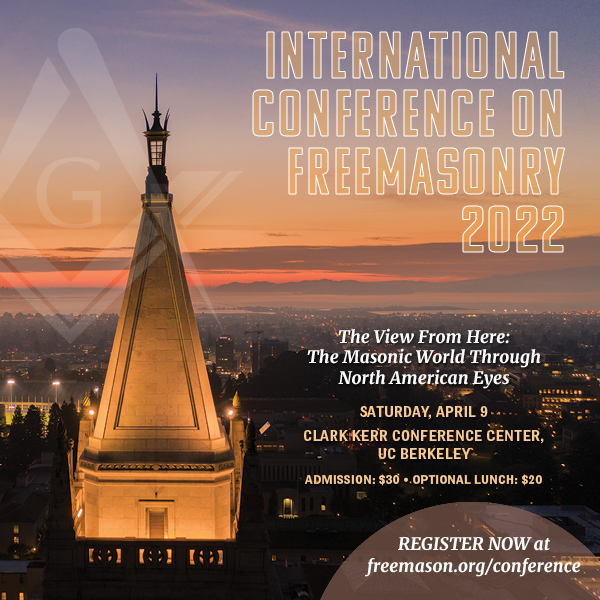 INTERNATIONAL
CONFERENCE ON
FREEMASONRY
2022
G
The View From Here:
The Masonic World Through
North American Eyes
SATURDAY, APRIL 9
CLARK KERR CONFERENCE CENTER,
UC BERKELEY
ADMISSION: $30 • OPTIONAL LUNCH: $20
REGISTER NOW at
freemason.org/conference